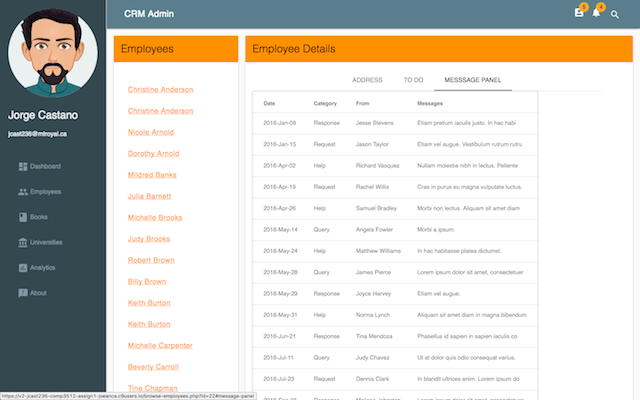 CRM Admin
5
4
Jorge Castano
jcast236@mtroyal.ca
Dashboard
Employees
Books
Universities
Analytics
About
Employees
Christine Anderson
Christine Anderson
Nicole Arnold
Dorothy Arnold
Mildred Banks
Julia Barnett
Michelle Brooks
Judy Brooks
Robert Brown
Billy Brown
Keith Burton
Keith Burton
Michelle Carpenter
Beverly Carroll
Tina Chapman
Employee Details
ADDRESS TO DO MESSSAGE PANEL
Date Category From Messages
2016-Jan-08 Response Jesse Stevens Etiam pretium iaculis justo. In hac habi
2016-Jan-15 Request Jason Taylor Etiam vel augue. Vestibulum rutrum rutru
2016-Apr-02 Help Richard Vasquez Nullam molestie nibh in lectus. Pellente
2016-Apr-19 Request Rachel Willis Cras in purus eu magna vulputate luctus.
2016-Apr-26 Help Samuel Bradley Morbi non lectus. Aliquam sit amet diam
2016-May-14 Query Angela Fowler Morbi a ipsum.
2016-May-24 Help Matthew Williams In hac habitasse platea dictumst.
2016-May-28 Query James Pierce Lorem ipsum dolor sit amet, consectetuer
2016-May-29 Response Joyce Harvey Etiam vel augue.
2016-May-31 Help Norma Lynch Aliquam sit amet diam in magna bibendum
2016-Jun-21 Response Tina Mendoza Phasellus id sapien in sapien iaculis co
2016-Jul-11 Query Judy Chavez Ut at dolor quis odio consequat varius.
2016-Jul-23 Request Dennis Clark In blandit ultrices enim. Lorem ipsum do
https://v2-jcast236-comp3512-assign1-joeanca.c9users.io/browse-employees.php?id=22#message-panel